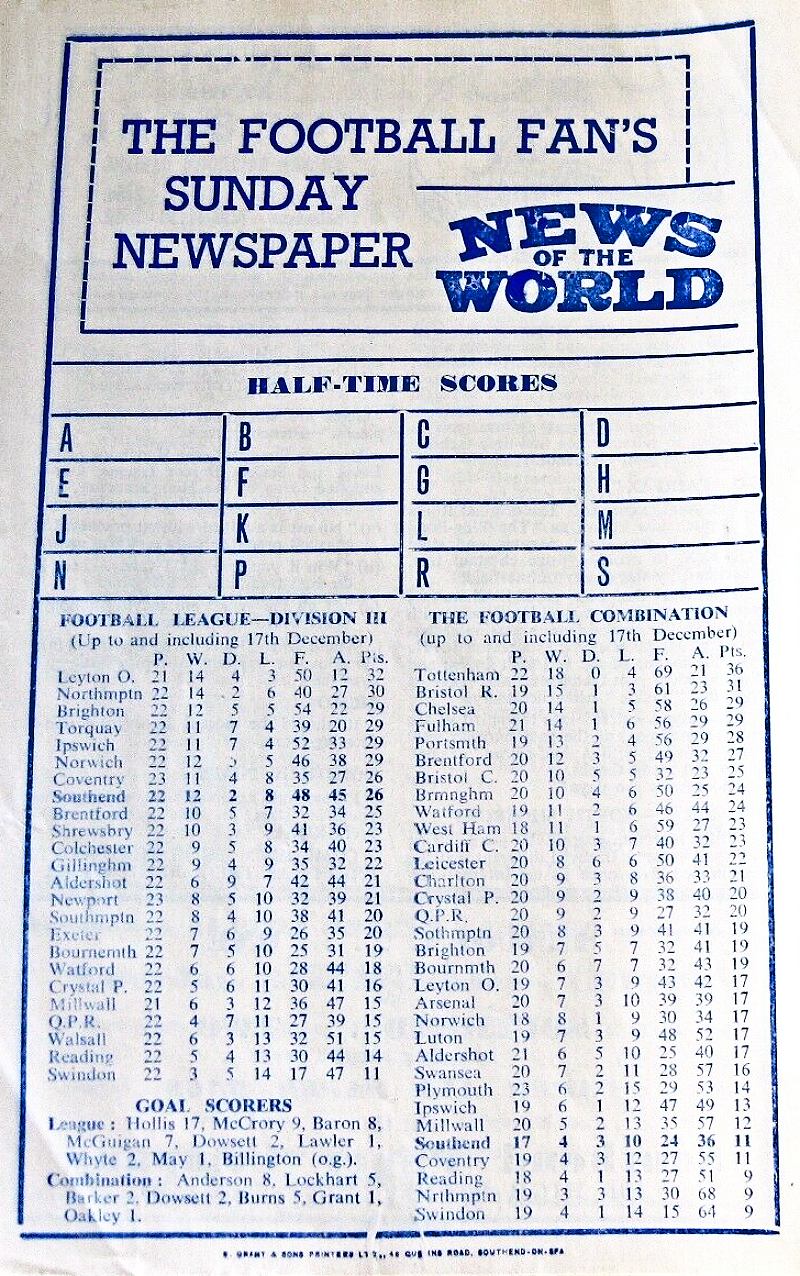 THE FOOTBALL FAN'S
SUNDAY
NEWSPAPER
NEWS
OF THE
WORLD
HALF-TIME SCORES
A B C D
E F G H
J K L M
N P R S
FOOTBALL LEAGUE—DIVISION III
(Up to and including 17th December)
P. W. D. L. F. A. Pts.
Leyton O. 21 14 4 3 50 12 32
Northmptn 22 14 2 6 40 27 30
Brighton 22 12 5 5 54 22 29
Torquay 22 11 7 4 39 20 29
Ipswich 22 11 7 4 52 33 29
Norwich 22 12 5 5 46 38 29
Coventry 23 11 4 8 35 27 26
Southend 22 12 2 8 48 45 26
Brentford 22 10 5 7 32 34 25
Shrewsbry 22 10 3 9 41 36 23
Colchester 22 9 5 8 34 40 23
Gillinghm 22 9 4 9 35 32 22
Aldershot 22 6 9 7 42 44 21
Newport 23 8 5 10 32 39 21
Southmptn 22 8 4 10 38 41 20
Exeter 22 7 6 9 26 35 20
Bournemth 22 7 5 10 25 31 19
Watford 22 6 6 10 28 44 18
Crystal P. 22 5 6 11 30 41 16
Millwall 21 6 3 12 36 47 15
Q.P.R. 22 4 7 11 27 39 15
Walsall 22 6 3 13 32 51 15
Reading 22 5 4 13 30 44 14
Swindon 22 3 5 14 17 47 11
GOAL SCORERS
League : Hollis 17, McCrory 9, Baron 8,
McGuigan 7, Dowsett 2, Lawler 1,
Whyte 2, May 1, Billington (o.g.).
Combination : Anderson 8, Lockhart 5,
Barker 2, Dowsett 2, Burns 5, Grant 1,
Oakley 1.
THE FOOTBALL COMBINATION
(up to and including 17th December)
P. W. D. L. F. A. Pts.
Tottenham 22 18 0 4 69 21 36
Bristol R. 19 15 1 3 61 23 31
Chelsea 20 14 1 5 58 26 29
Fulham 21 14 1 6 56 29 29
Portsmth 19 13 2 4 56 29 28
Brentford 20 12 3 5 49 32 27
Bristol C. 20 10 5 5 32 23 25
Brmnghm 20 10 4 6 50 25 24
Watford 19 11 2 6 46 44 24
West Ham 18 11 1 6 59 27 23
Cardiff C. 20 10 3 7 40 32 23
Leicester 20 8 6 6 50 41 22
Charlton 20 9 3 8 36 33 21
Crystal P. 20 9 2 9 38 40 20
Q.P.R. 20 9 2 9 27 32 20
Sothmptn 20 8 3 9 41 41 19
Brighton 19 7 5 7 32 41 19
Bournmth 20 6 7 7 32 43 19
Leyton O. 19 7 3 9 43 42 17
Arsenal 20 7 3 10 39 39 17
Norwich 18 8 1 9 30 34 17
Luton 19 7 3 9 48 52 17
Aldershot 21 6 5 10 25 40 17
Swansea 20 7 2 11 28 57 16
Plymouth 23 6 2 15 29 53 14
Ipswich 19 6 1 12 47 49 13
Millwall 20 5 2 13 35 57 12
Southend 17 4 3 10 24 36 11
Coventry 19 4 3 12 27 55 11
Reading 18 4 1 13 27 51 9
Nrthmptn 19 3 3 13 30 68 9
Swindon 19 4 1 14 15 64 9
GRANT & SONS PRINTERS ROAD, SOUTHEND-ON-SEA